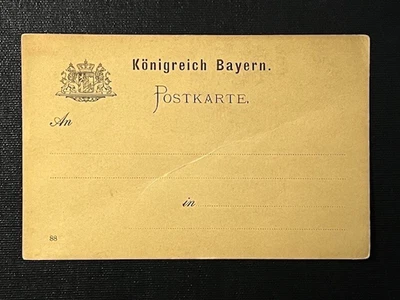 Königreich Bayern.
POSTKARTE.
An
in
88